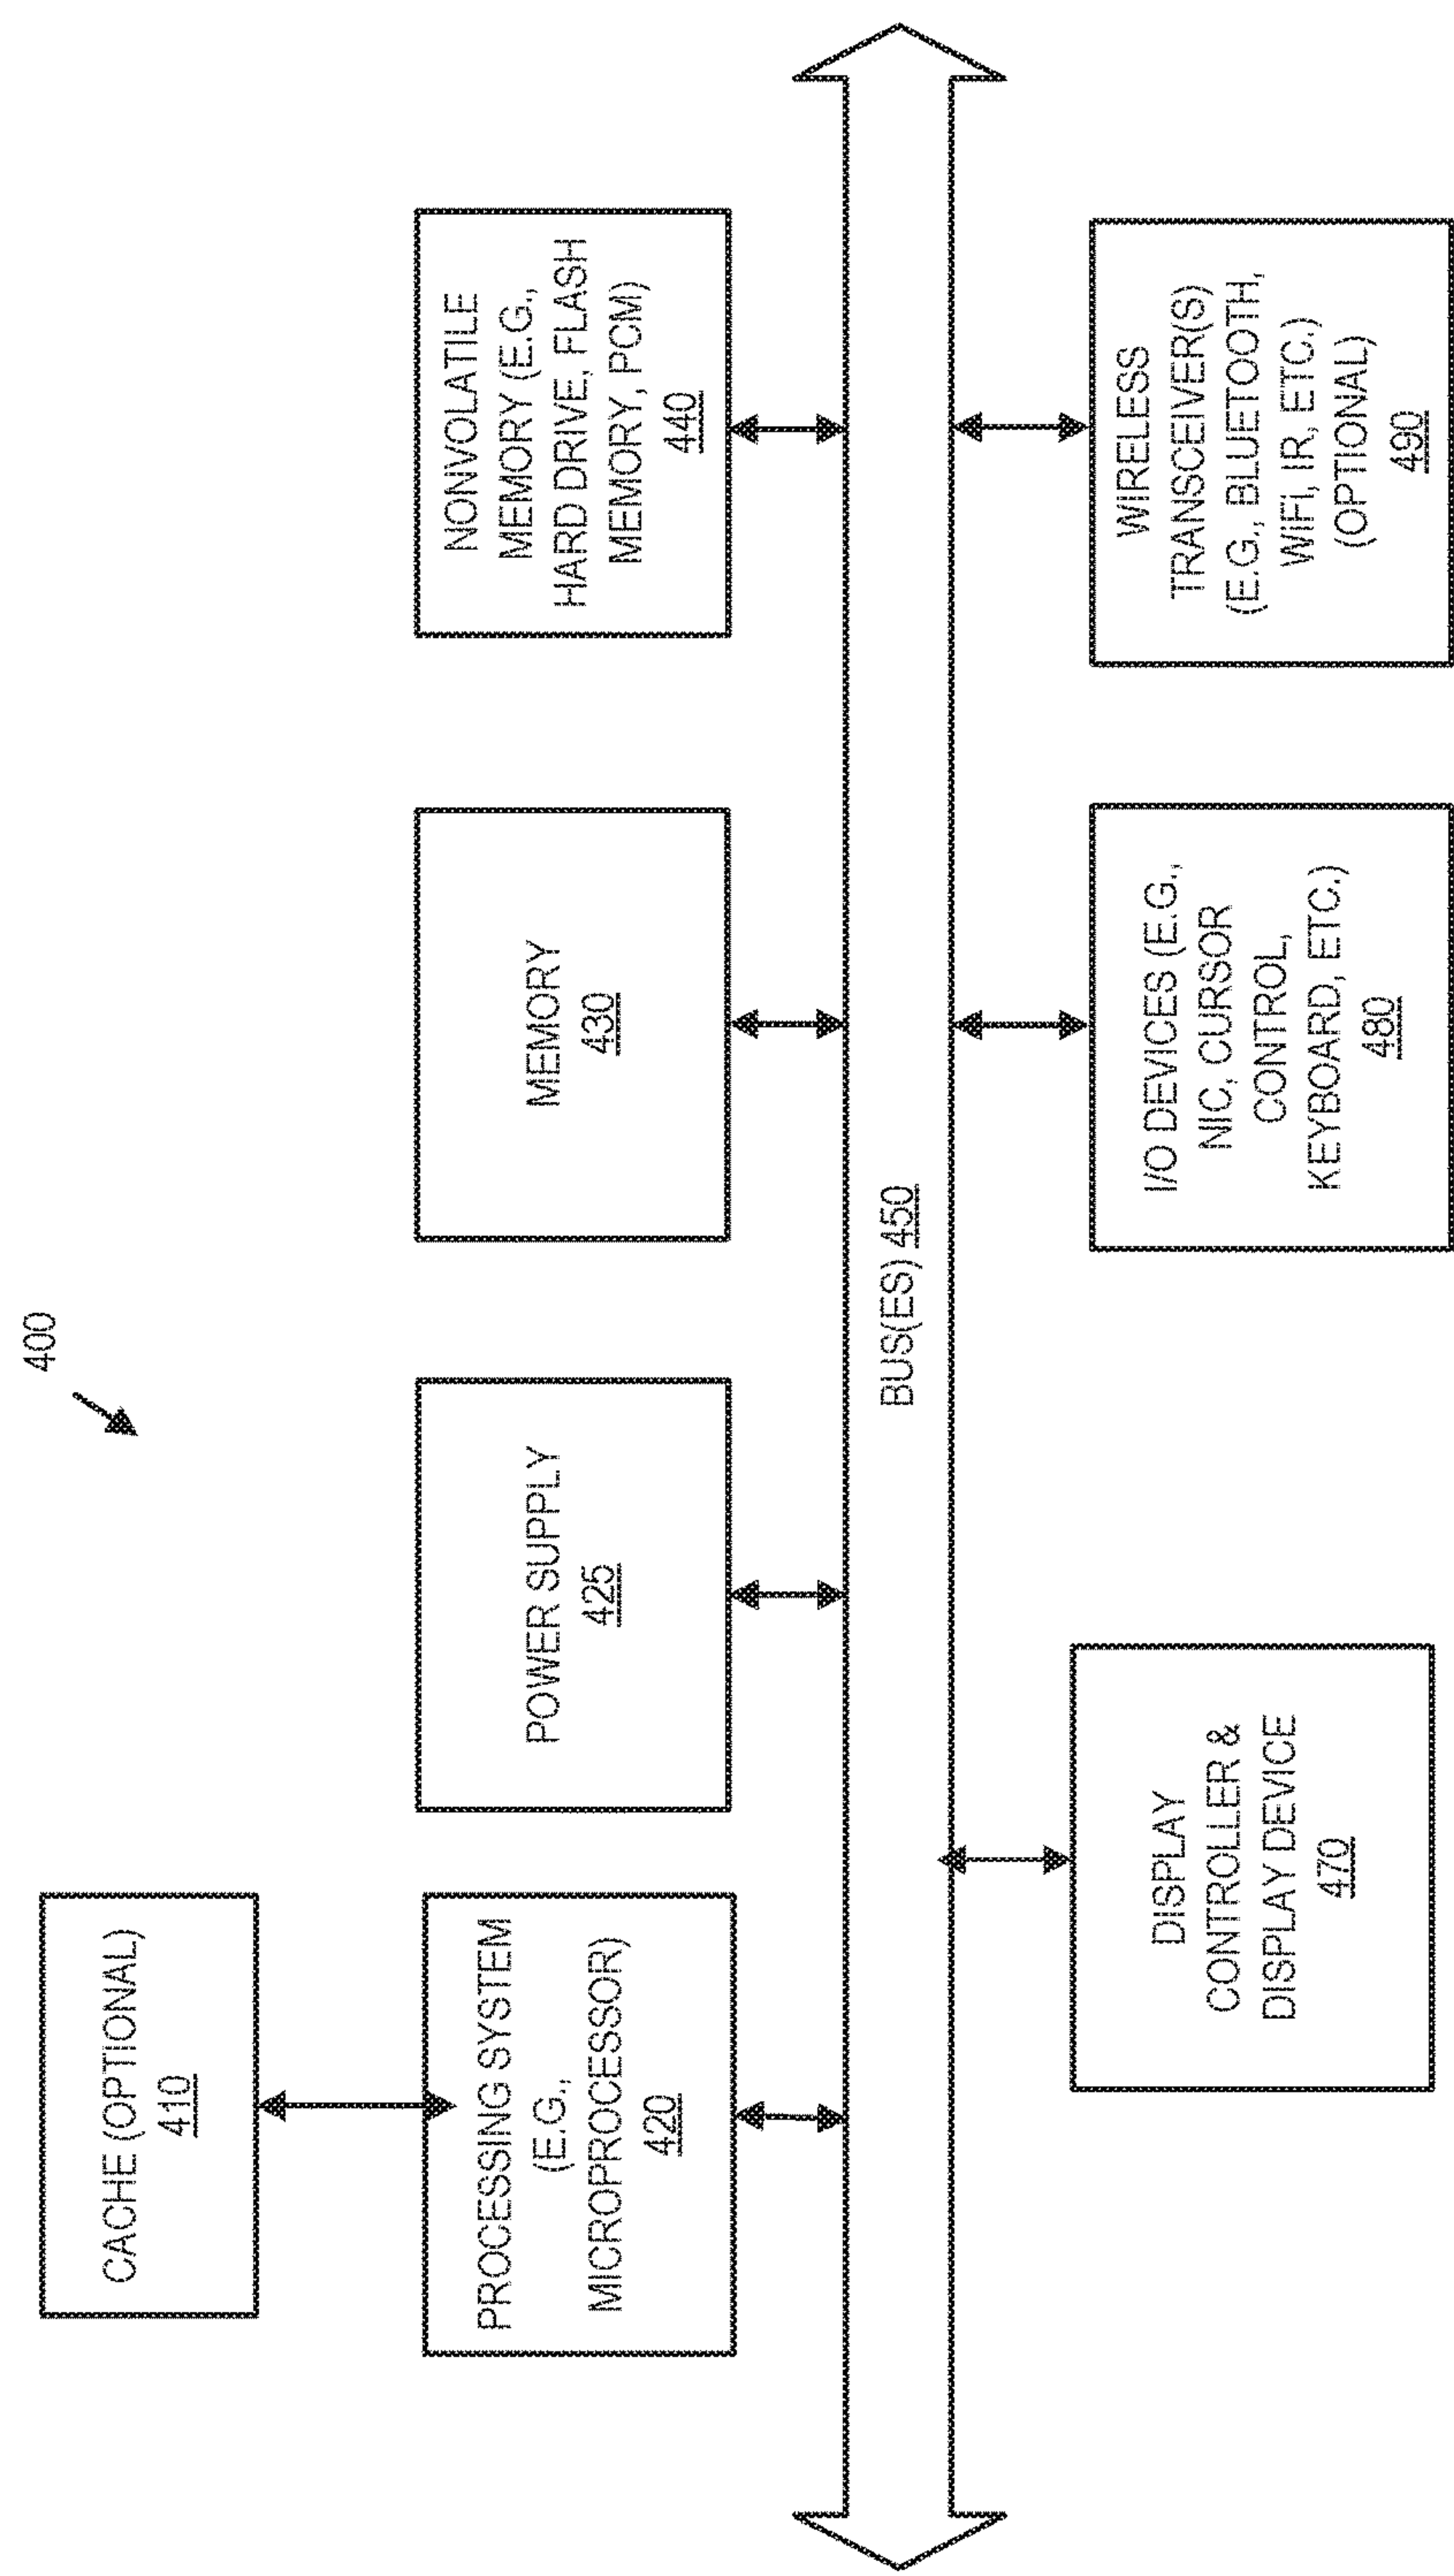 400
CACHE (OPTIONAL)
410
PROCESSING SYSTEM
(E.G.,
MICROPROCESSOR)
420
POWER SUPPLY
425
MEMORY
430
NONVOLATILE
MEMORY (E.G.,
HARD DRIVE, FLASH
MEMORY, PCM)
440
BUS(ES) 450
DISPLAY
CONTROLLER &
DISPLAY DEVICE
470
I/O DEVICES (E.G.,
NIC, CURSOR
CONTROL,
KEYBOARD, ETC.)
480
WIRELESS
TRANSCEIVER(S)
(E.G., BLUETOOTH,
WiFi, IR, ETC.)
(OPTIONAL)
490